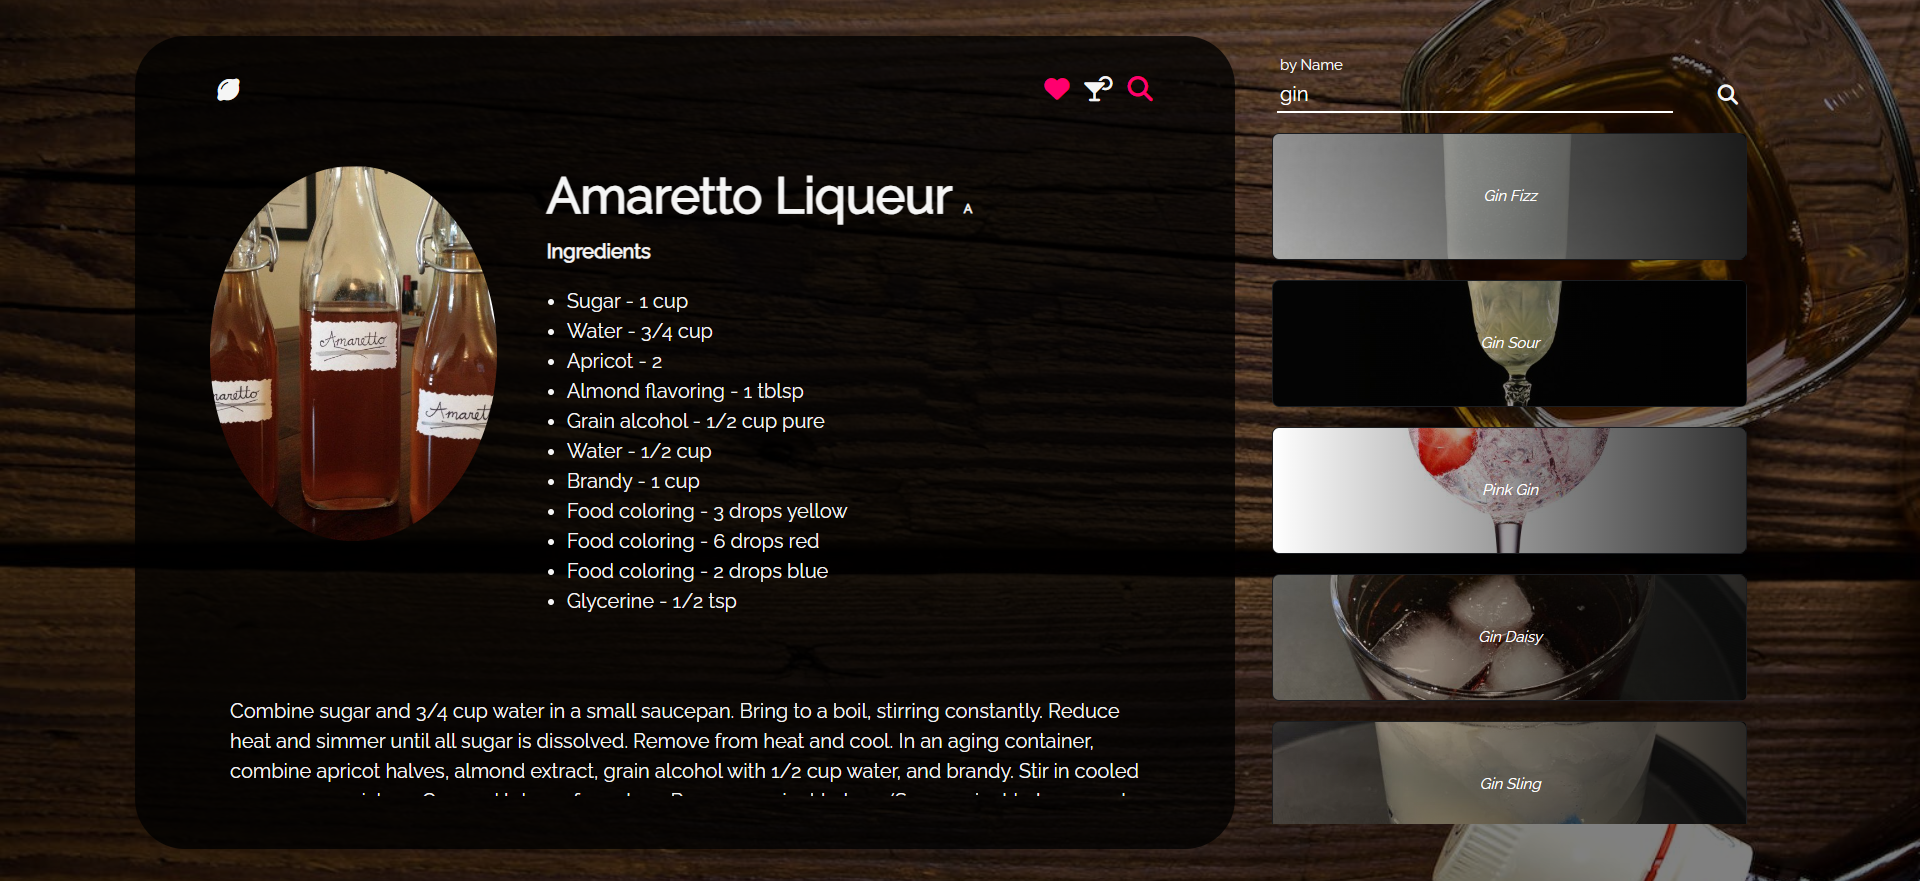 Amaretto Liqueur A
Ingredients
Sugar - 1 cup
Water - 3/4 cup
Apricot - 2
Almond flavoring - 1 tblsp
Grain alcohol - 1/2 cup pure
Water - 1/2 cup
Brandy - 1 cup
Food coloring - 3 drops yellow
Food coloring - 6 drops red
Food coloring - 2 drops blue
Glycerine - 1/2 tsp
Amaretto
Combine sugar and 3/4 cup water in a small saucepan. Bring to a boil, stirring constantly. Reduce
heat and simmer until all sugar is dissolved. Remove from heat and cool. In an aging container,
combine apricot halves, almond extract, grain alcohol with 1/2 cup water, and brandy. Stir in cooled
by Name
gin
Gin Fizz
Gin Sour
Pink Gin
Gin Daisy
Gin Sling